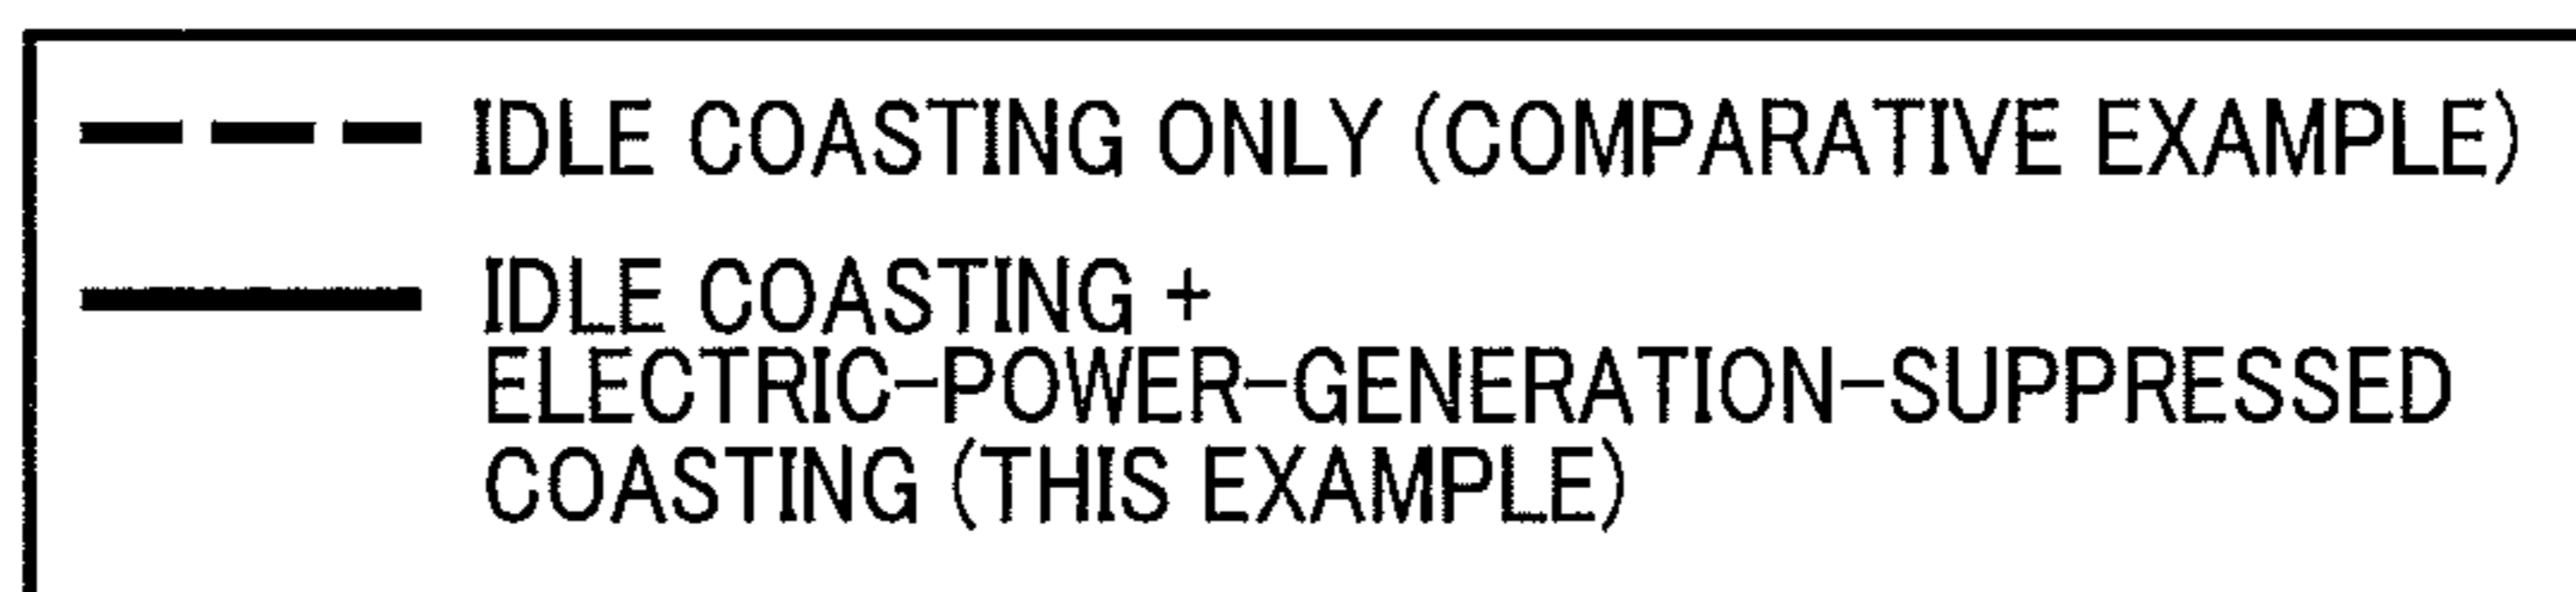 IDLE COASTING ONLY (COMPARATIVE EXAMPLE)
IDLE COASTING +
ELECTRIC-POWER-GENERATION-SUPPRESSED
COASTING (THIS EXAMPLE)